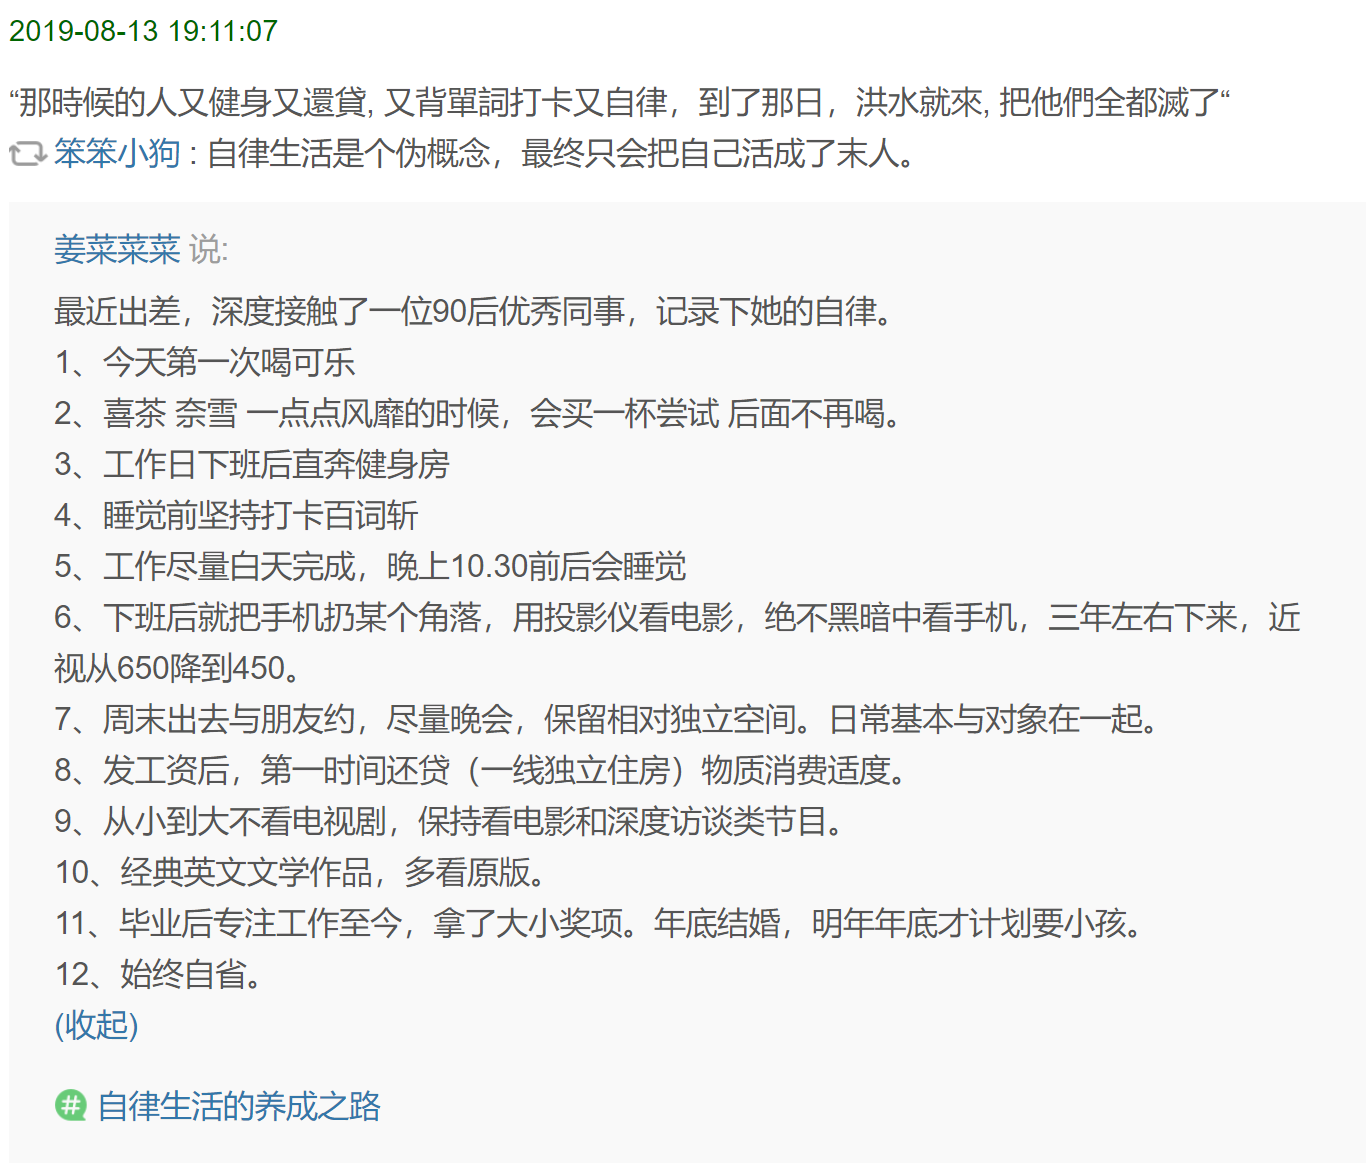 2019-08-13 19:11:07
“那時候的人又健身又還貸, 又背單詞打卡又自律，到了那日，洪水就來, 把他們全都滅了“
笨笨小狗 : 自律生活是个伪概念，最终只会把自己活成了末人。
姜菜菜菜 说:
最近出差，深度接触了一位90后优秀同事，记录下她的自律。
1、今天第一次喝可乐
2、喜茶 奈雪 一点点风靡的时候，会买一杯尝试 后面不再喝。
3、工作日下班后直奔健身房
4、睡觉前坚持打卡百词斩
5、工作尽量白天完成，晚上10.30前后会睡觉
6、下班后就把手机扔某个角落，用投影仪看电影，绝不黑暗中看手机，三年左右下来，近
视从650降到450。
7、周末出去与朋友约，尽量晚会，保留相对独立空间。日常基本与对象在一起。
8、发工资后，第一时间还贷（一线独立住房）物质消费适度。
9、从小到大不看电视剧，保持看电影和深度访谈类节目。
10、经典英文文学作品，多看原版。
11、毕业后专注工作至今，拿了大小奖项。年底结婚，明年年底才计划要小孩。
12、始终自省。
(收起)
# 自律生活的养成之路